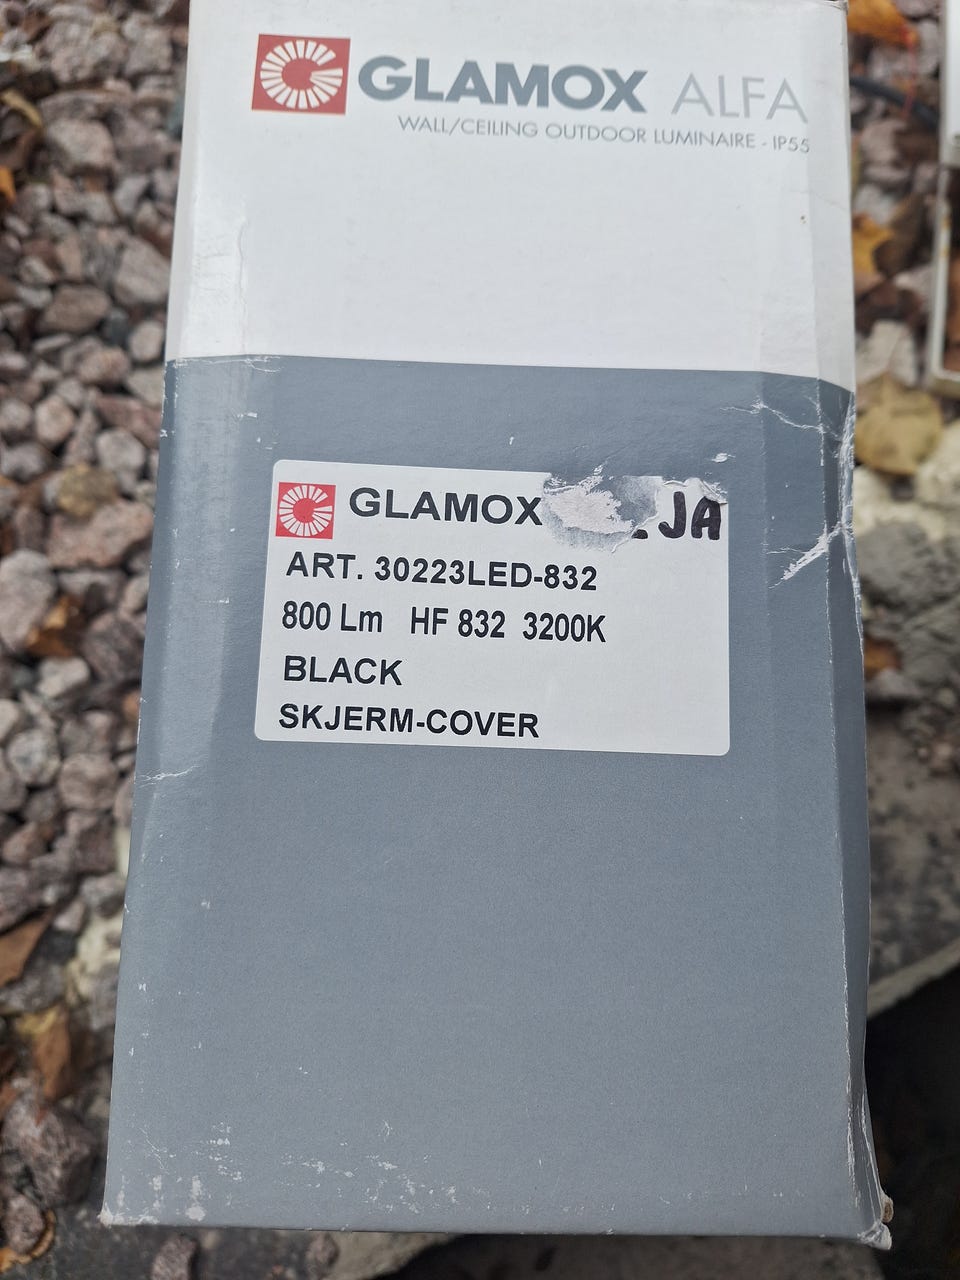 GLAMOX ALFA
WALL/CEILING OUTDOOR LUMINAIRE - IP55
GLAMOX JA
ART. 30223LED-832
800 Lm HF 832 3200K
BLACK
SKJERM-COVER